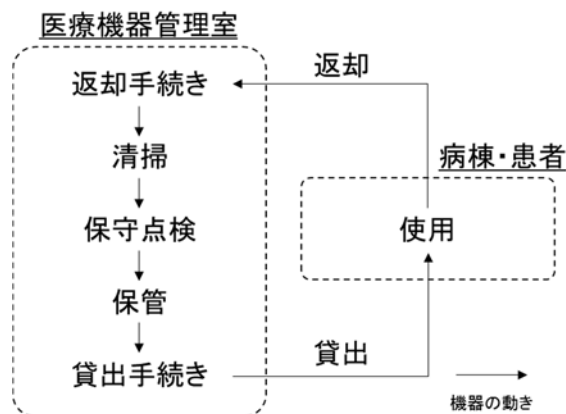 医療機器管理室
返却手続き
返却
清掃
病棟・患者
保守点検
使用
保管
貸出手続き
貸出
機器の動き